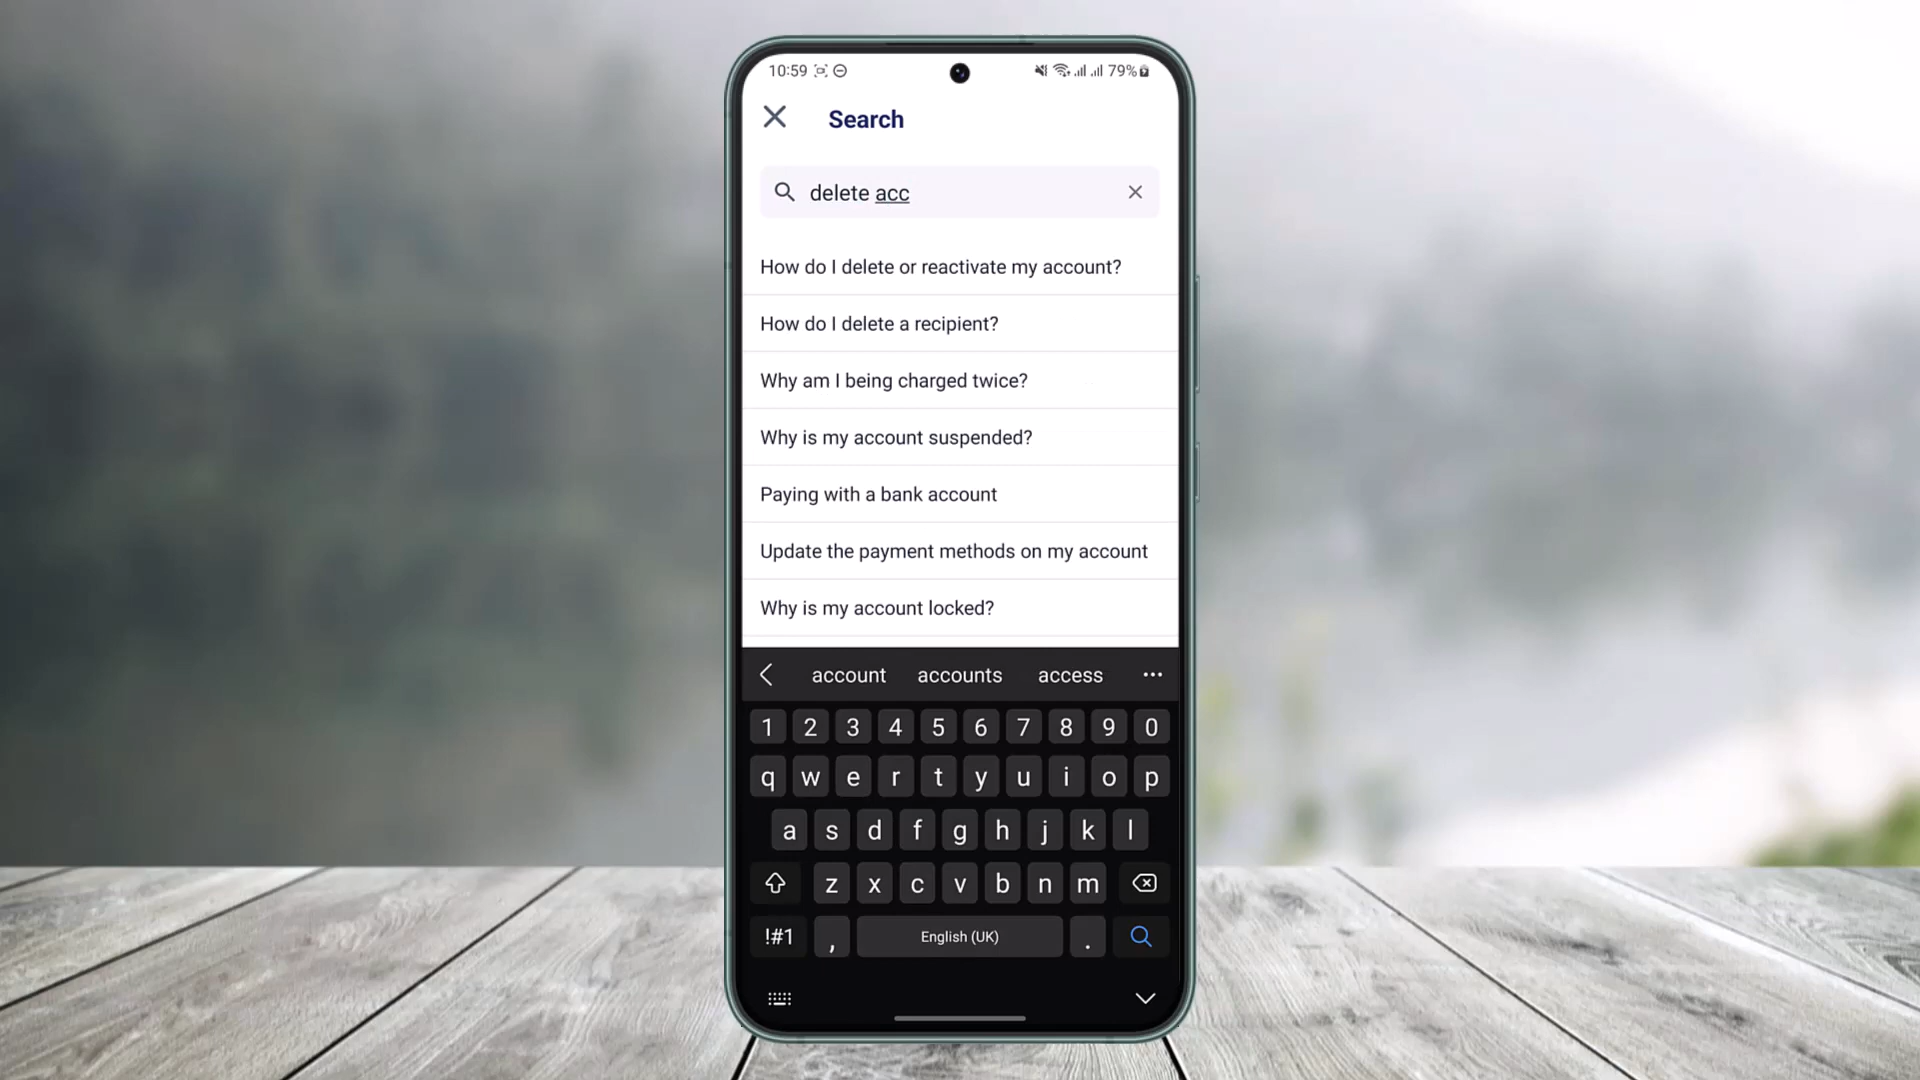 10:59 79%
Search
delete acc
How do I delete or reactivate my account?
How do I delete a recipient?
Why am I being charged twice?
Why is my account suspended?
Paying with a bank account
Update the payment methods on my account
Why is my account locked?
account accounts access
1 2 3 4 5 6 7 8 9 0
q w e r t y u i o p
a s d f g h j k l
z x c v b n m
!#1 , English (UK) .